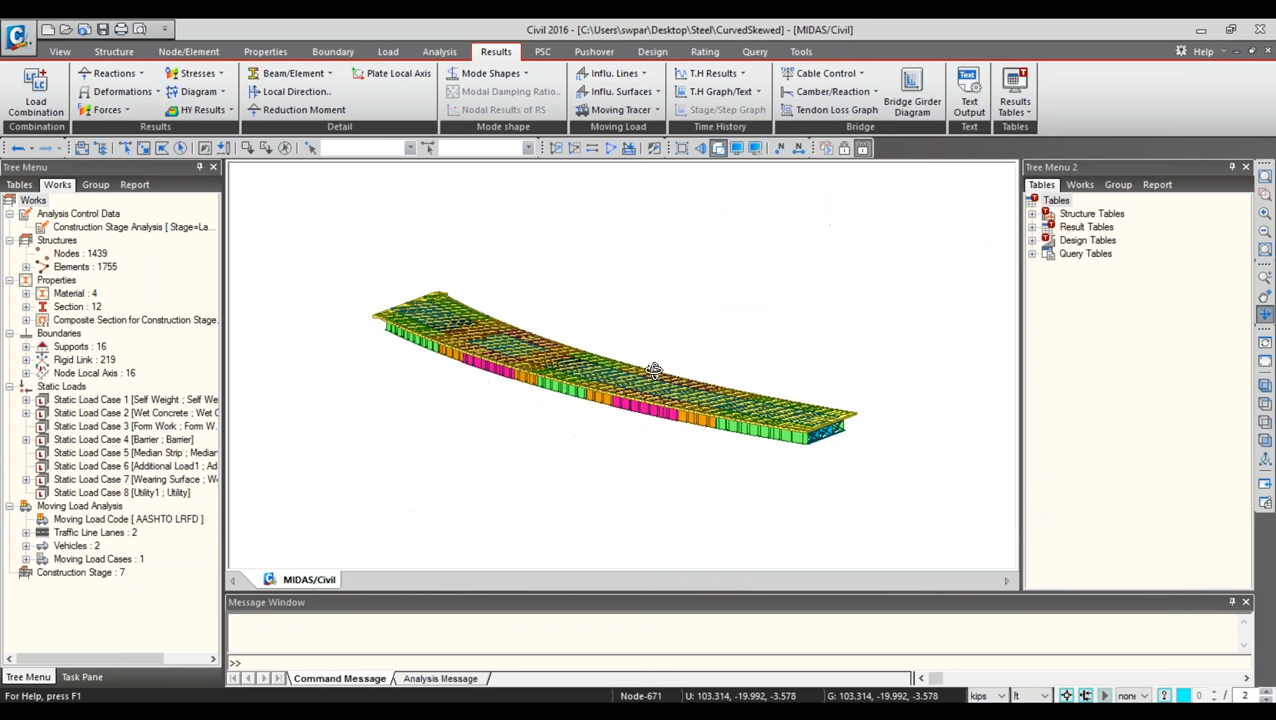 Civil 2016 - [C:\Users\swpar\Desktop\Steel\CurvedSkewed] - [MIDAS/Civil]
View Structure Node/Element Properties Boundary Load Analysis Results PSC Pushover Design Rating Query Tools Help
Load
Combination
Combination
Reactions
Deformations
Forces
Stresses
Diagram
HY Results
Results
Beam/Element
Local Direction..
Reduction Moment
Plate Local Axis
Detail
Mode Shapes
Modal Damping Ratio..
Nodal Results of RS
Mode shape
Influ. Lines
Influ. Surfaces
Moving Tracer
Moving Load
T.H Results
T.H Graph/Text
Stage/Step Graph
Time History
Cable Control
Camber/Reaction
Tendon Loss Graph
Bridge Girder
Diagram
Bridge
Text
Output
Text
Results
Tables
Tables
Tree Menu
Tables Works Group Report
Works
Analysis Control Data
Construction Stage Analysis [ Stage=La...
Structures
Nodes : 1439
Elements : 1755
Properties
Material : 4
Section : 12
Composite Section for Construction Stage
Boundaries
Supports : 16
Rigid Link : 219
Node Local Axis : 16
Static Loads
Static Load Case 1 [Self Weight ; Self
Static Load Case 2 [Wet Concrete ; Wet
Static Load Case 3 [Form Work ; Form W..
Static Load Case 4 [Barrier ; Barrier]
Static Load Case 5 [Median Strip ; Median
Static Load Case 6 [Additional Load1 ; Ad
Static Load Case 7 [Wearing Surface ; W
Static Load Case 8 [Utility1 ; Utility]
Moving Load Analysis
Moving Load Code [ AASHTO LRFD ]
Traffic Line Lanes : 2
Vehicles : 2
Moving Load Cases : 1
Construction Stage : 7
Tree Menu Task Pane
MIDAS/Civil
Message Window
>>
Command Message Analysis Message
Tree Menu 2
Tables Works Group Report
Tables
Structure Tables
Result Tables
Design Tables
Query Tables
For Help, press F1
Node-671
U: 103.314, -19.992, -3.578
G: 103.314, -19.992, -3.578
kips
ft
none
0 / 2